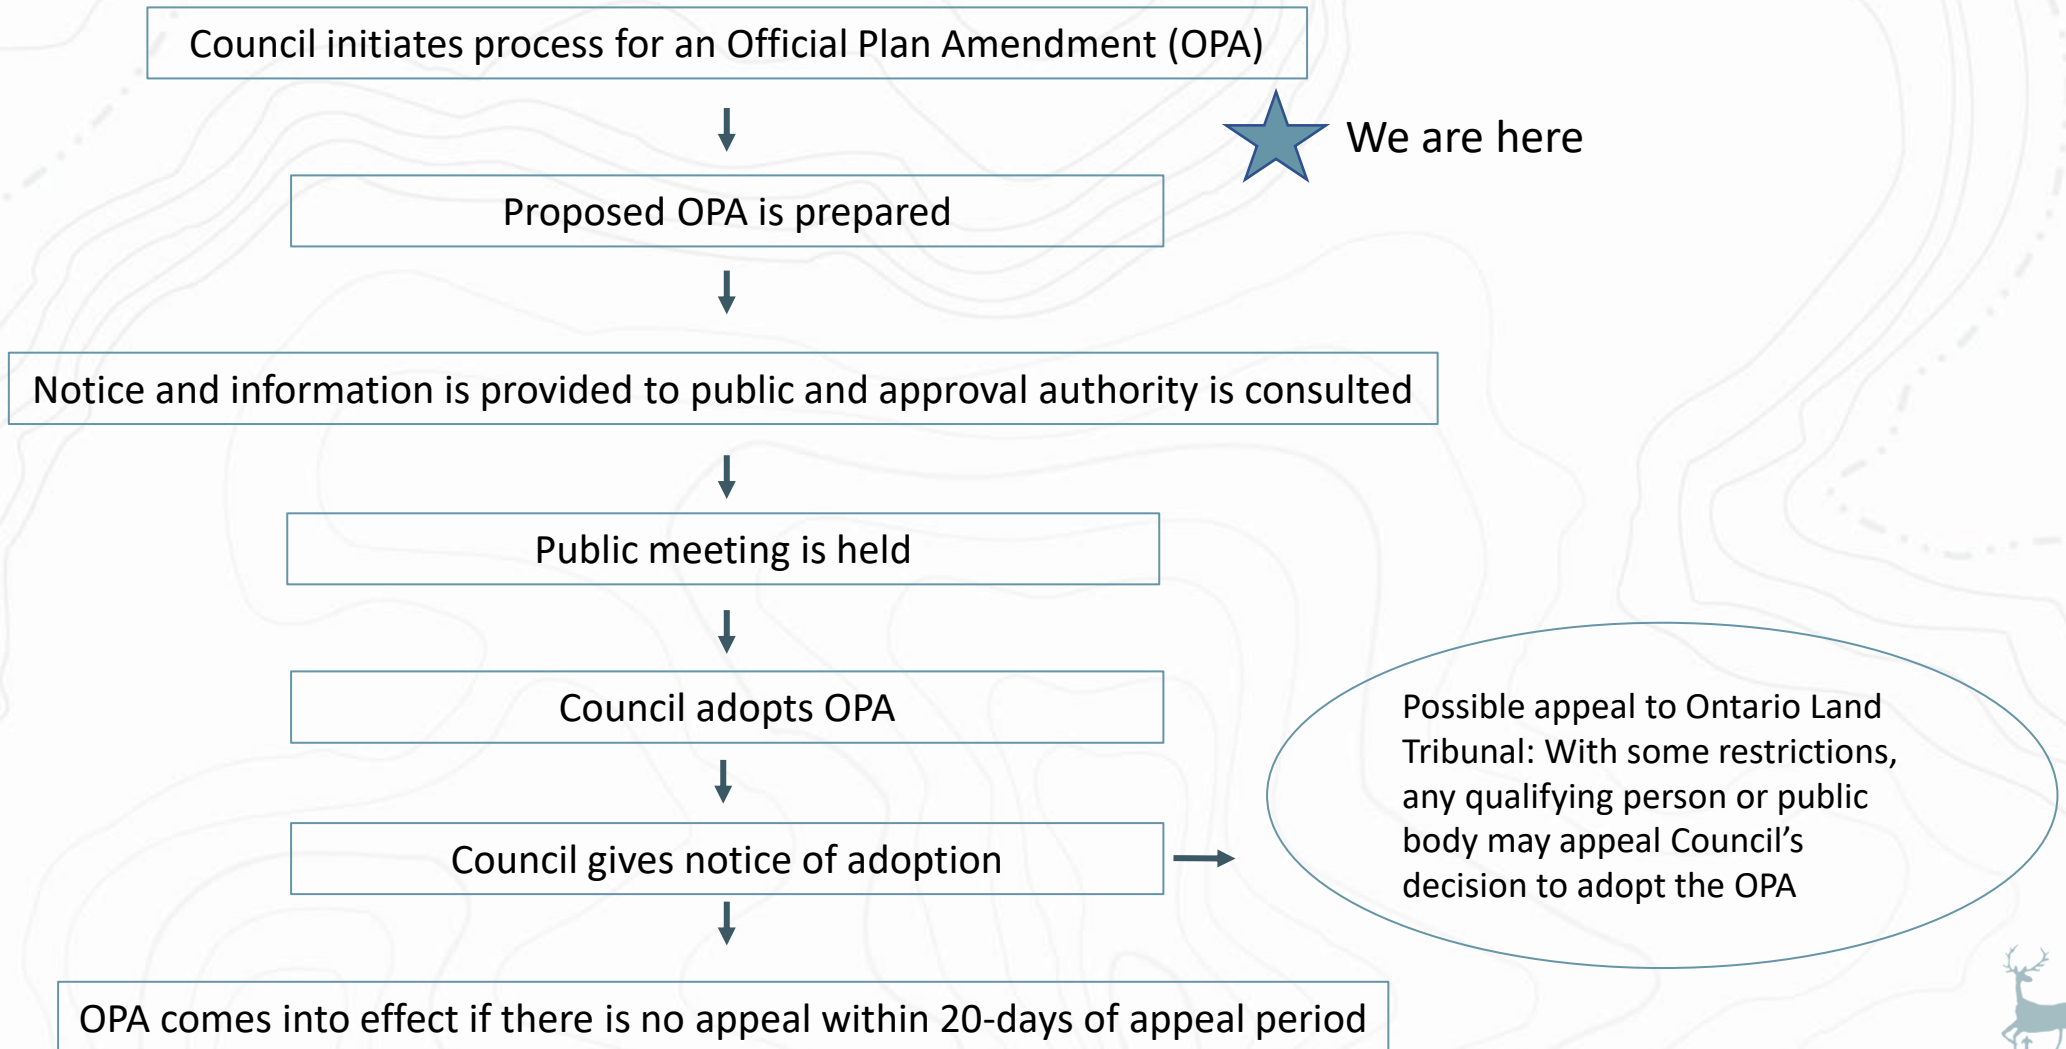 Council initiates process for an Official Plan Amendment (OPA)
We are here
Proposed OPA is prepared
Notice and information is provided to public and approval authority is consulted
Public meeting is held
Council adopts OPA
Council gives notice of adoption
Possible appeal to Ontario Land
Tribunal: With some restrictions,
any qualifying person or public
body may appeal Council’s
decision to adopt the OPA
OPA comes into effect if there is no appeal within 20-days of appeal period